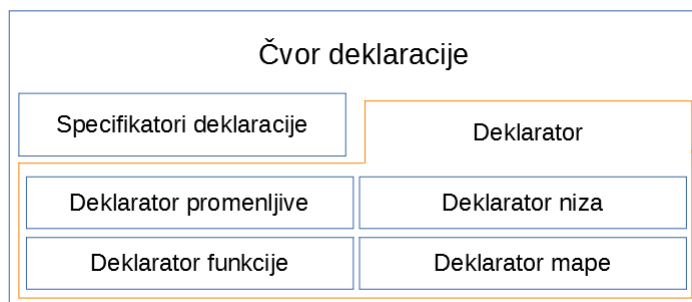 Čvor deklaracije
Specifikatori deklaracije
Deklarator
Deklarator promenljive
Deklarator niza
Deklarator funkcije
Deklarator mape